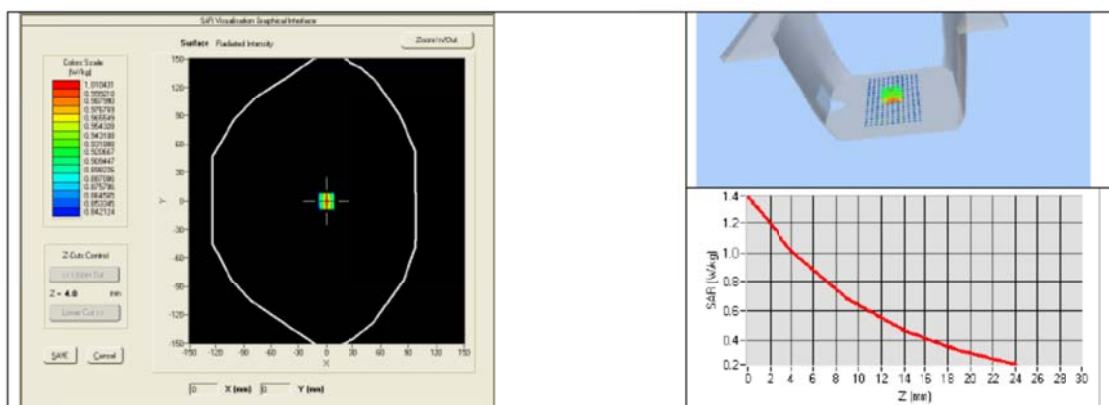 SAR Visualisation Graphical Interface
Surface Radiated Intensity
Zoom In/Out
Colors Scale
(W/kg)
1.010431
0.999210
0.987990
0.976769
0.965549
0.954328
0.943108
0.931888
0.920667
0.909447
0.898226
0.887006
0.875786
0.864565
0.853345
0.842124
150
120
90
60
30
0
-30
-60
-90
-120
-150
Y
-150 -120 -90 -60 -30 0 30 60 90 120 150
X
Z-Cuts Control
Z = 4.0 mm
Lower Cut >>
SAVE Cancel
0 X (mm) 0 Y (mm)
1.4
1.2
1.0
0.8
0.6
0.4
0.2
SAR (W/kg)
0 2 4 6 8 10 12 14 16 18 20 22 24 26 28 30
Z (mm)